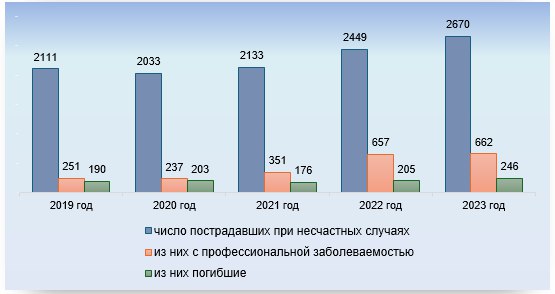 2670
2449
2111
2033
2133
657
662
251
190
237
203
351
176
205
246
2019 год
2020 год
2021 год
2022 год
2023 год
число пострадавших при несчастных случаях
из них с профессиональной заболеваемостью
из них погибшие